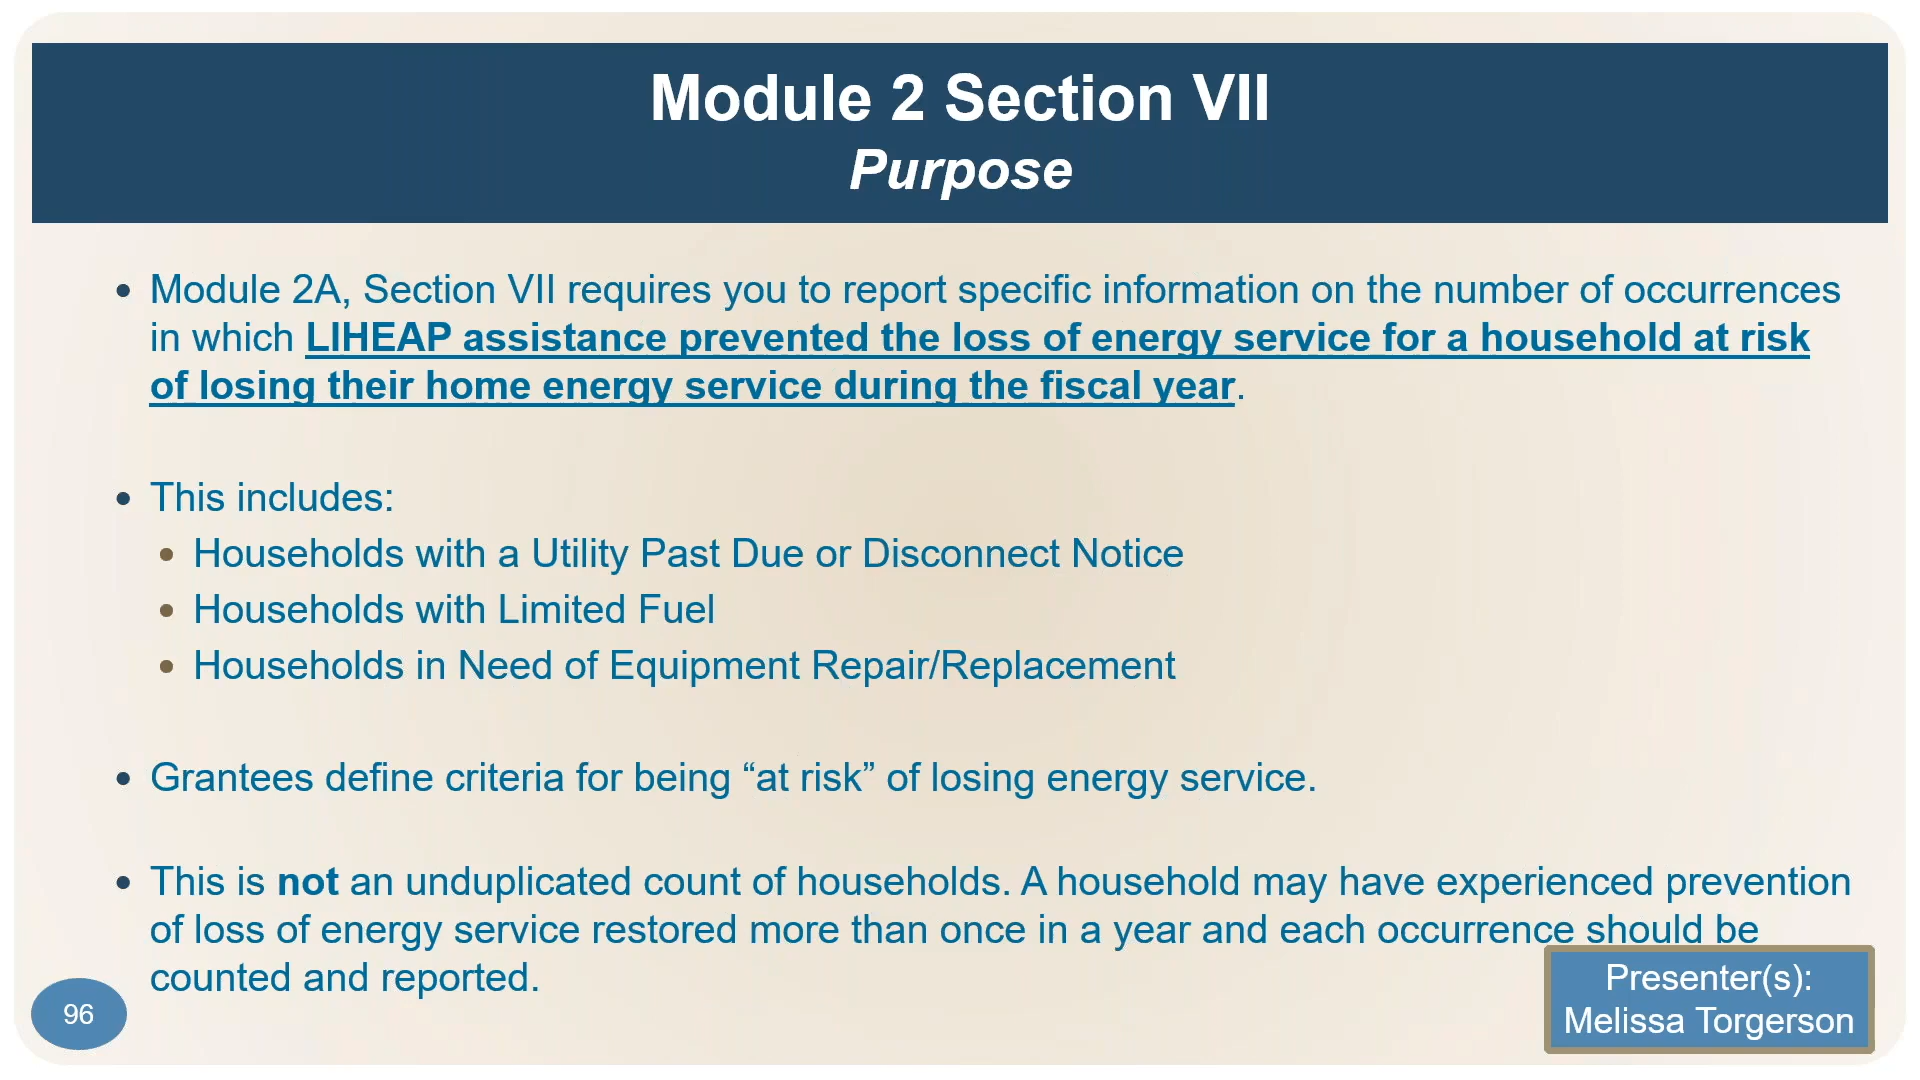 Module 2 Section VII
Purpose
• Module 2A, Section VII requires you to report specific information on the number of occurrences
in which LIHEAP assistance prevented the loss of energy service for a household at risk
of losing their home energy service during the fiscal year.
• This includes:
• Households with a Utility Past Due or Disconnect Notice
• Households with Limited Fuel
• Households in Need of Equipment Repair/Replacement
• Grantees define criteria for being “at risk” of losing energy service.
• This is not an unduplicated count of households. A household may have experienced prevention
of loss of energy service restored more than once in a year and each occurrence should be
counted and reported.
96
Presenter(s):
Melissa Torgerson